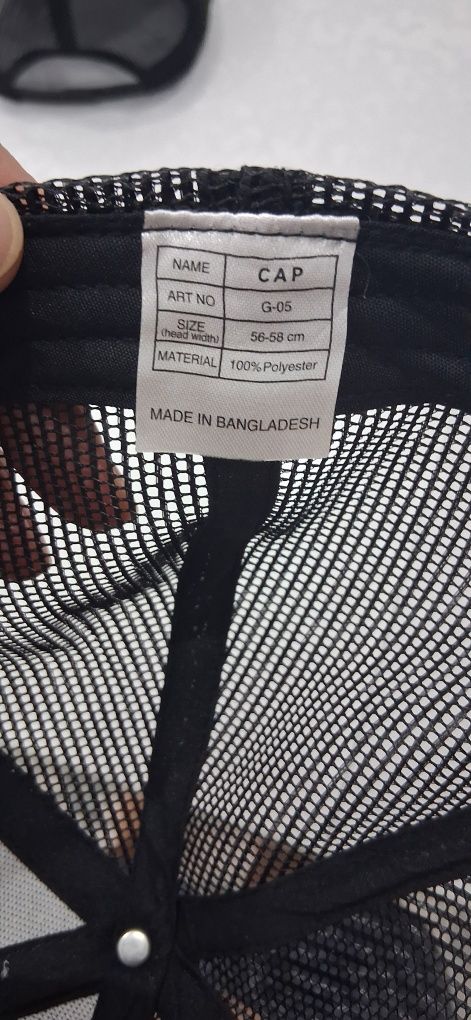 NAME CAP
ART NO G-05
SIZE (head width) 56-58 cm
MATERIAL 100% Polyester
MADE IN BANGLADESH